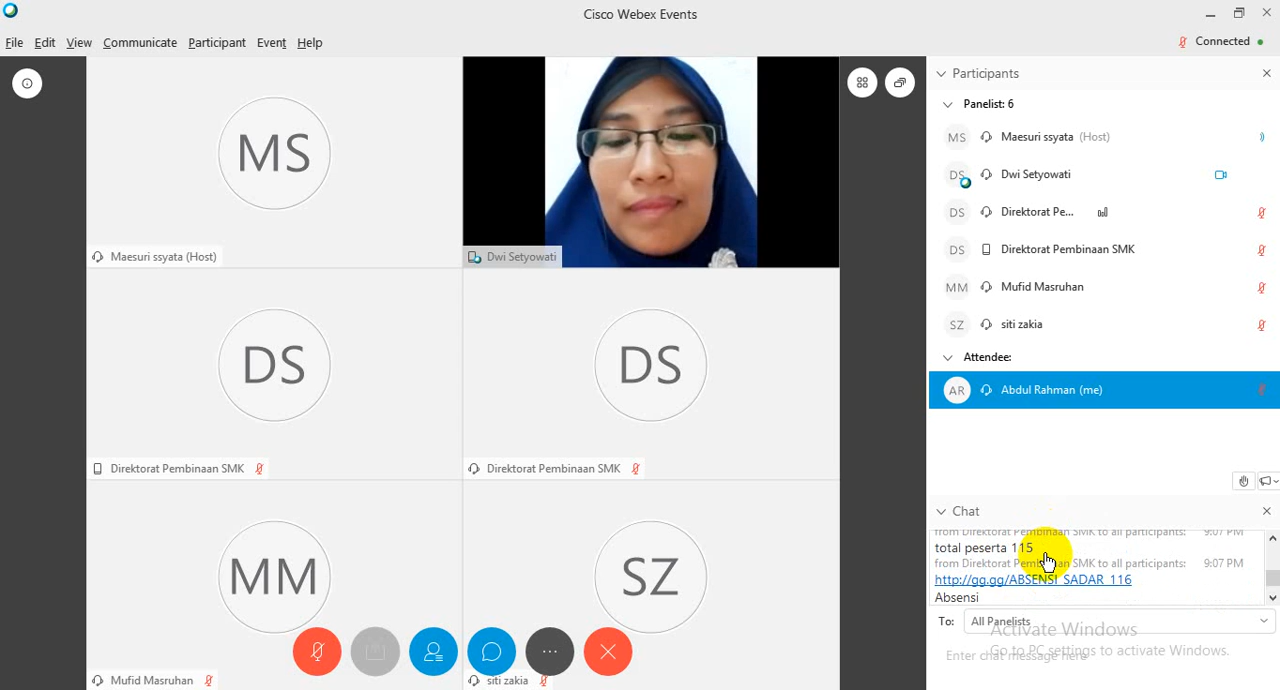 Cisco Webex Events
File Edit View Communicate Participant Event Help
Connected
MS
Maesuri ssyata (Host)
Dwi Setyowati
DS
Direktorat Pembinaan SMK
DS
Direktorat Pembinaan SMK
MM
Mufid Masruhan
SZ
siti zakia
Participants
Panelist: 6
MS Maesuri ssyata (Host)
DS Dwi Setyowati
DS Direktorat Pe...
DS Direktorat Pembinaan SMK
MM Mufid Masruhan
SZ siti zakia
Attendee:
AR Abdul Rahman (me)
Chat
from Direktorat Pembinaan SMK to all participants: 9:07 PM
total peserta 115
from Direktorat Pembinaan SMK to all participants: 9:07 PM
http://gg.gg/ABSENSI_SADAR_116
Absensi
To: All Panelists
Enter chat message here
Activate Windows
Go to PC settings to activate Windows.